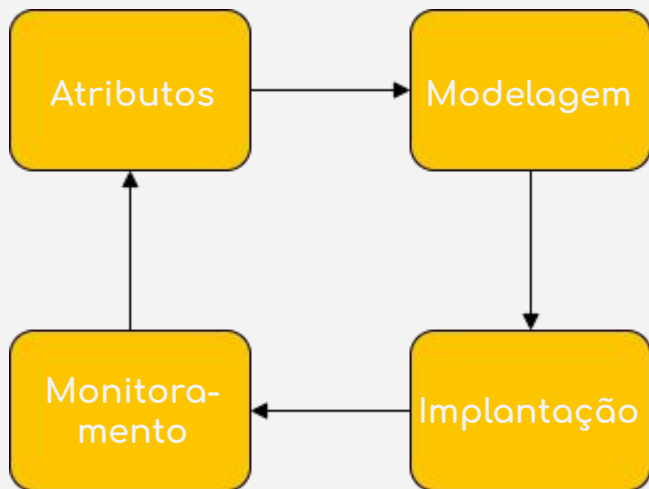 Atributos
Modelagem
Monitora-
mento
Implantação